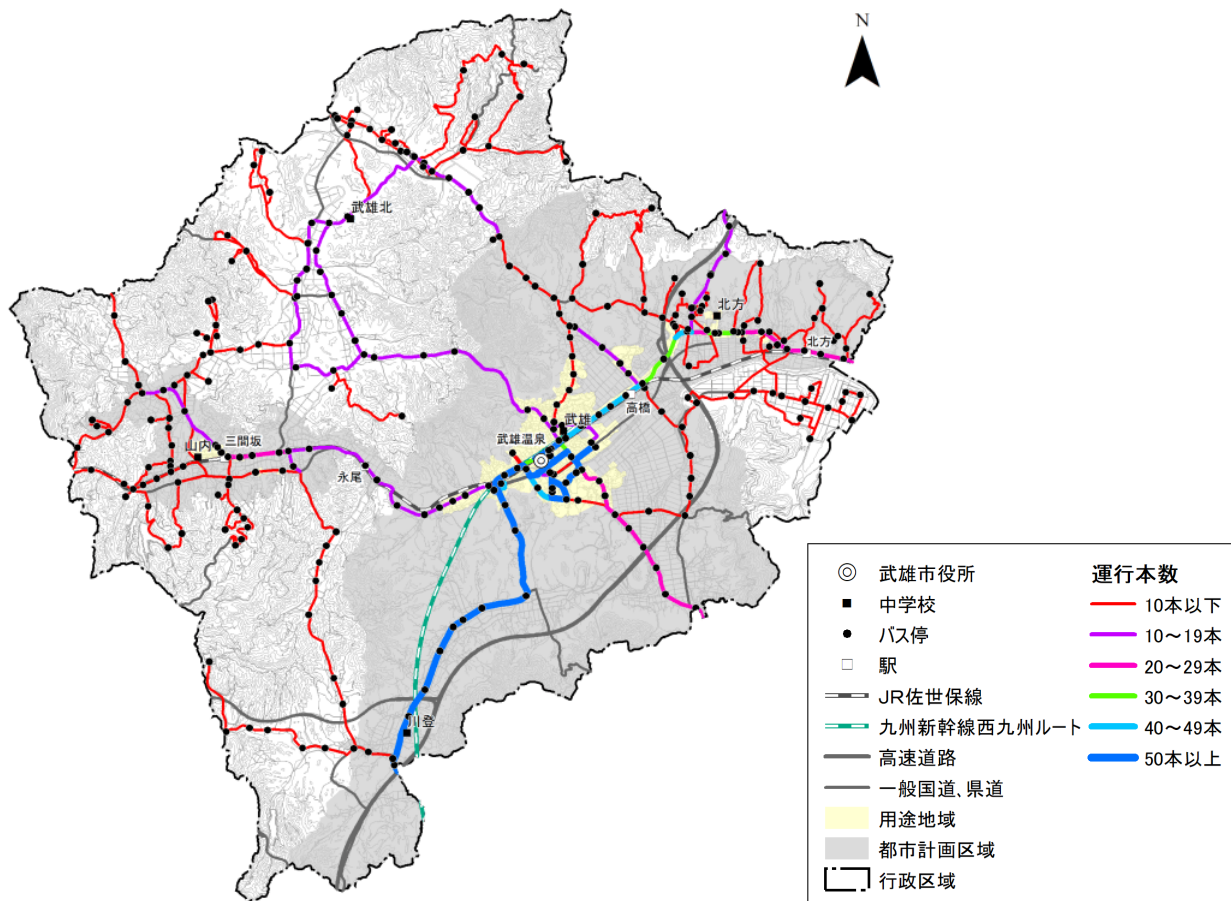 N
武雄北
北方
北方
高橋
武雄
武雄温泉
三間坂
山内
永尾
川登
武雄市役所
中学校
バス停
駅
JR佐世保線
九州新幹線西九州ルート
高速道路
一般国道、県道
用途地域
都市計画区域
行政区域
運行本数
10本以下
10～19本
20～29本
30～39本
40～49本
50本以上